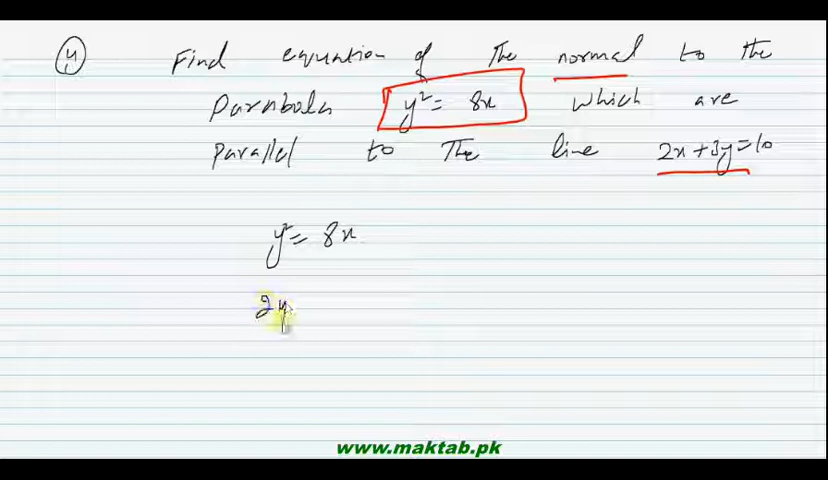 4, Find equation of the normal to the
Parabola y² = 8x which are
parallel to the line 2x + 3y = 10
y² = 8x
2y
www.maktab.pk